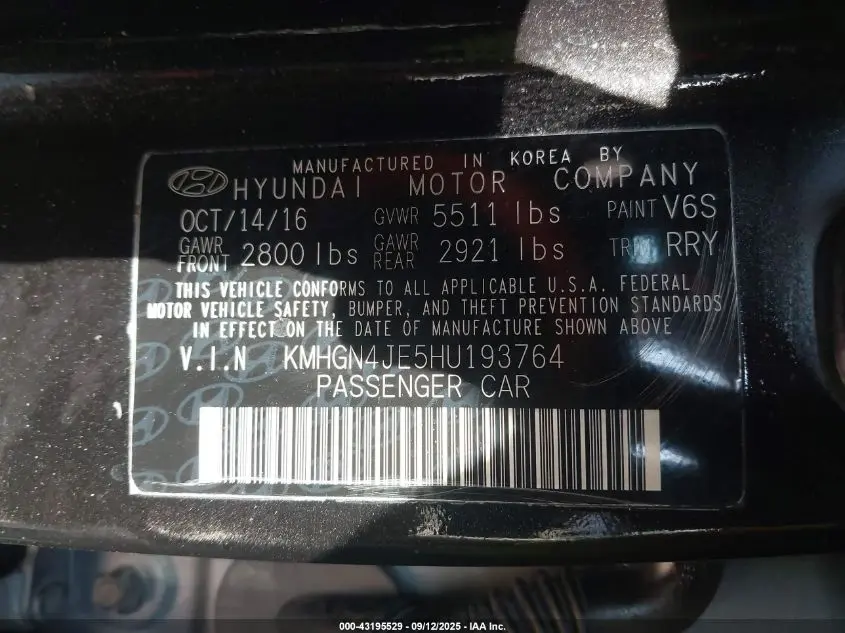 MANUFACTURED IN KOREA BY
HYUNDAI MOTOR COMPANY
OCT/14/16 GVWR 5511 lbs PAINT V6S
GAWR FRONT 2800 lbs GAWR REAR 2921 lbs TRIM RRY
THIS VEHICLE CONFORMS TO ALL APPLICABLE U.S.A. FEDERAL
MOTOR VEHICLE SAFETY, BUMPER, AND THEFT PREVENTION STANDARDS
IN EFFECT ON THE DATE OF MANUFACTURE SHOWN ABOVE
V.I.N KMHGN4JE5HU193764
PASSENGER CAR
000-43195529 - 09/12/2025 - IAA Inc.